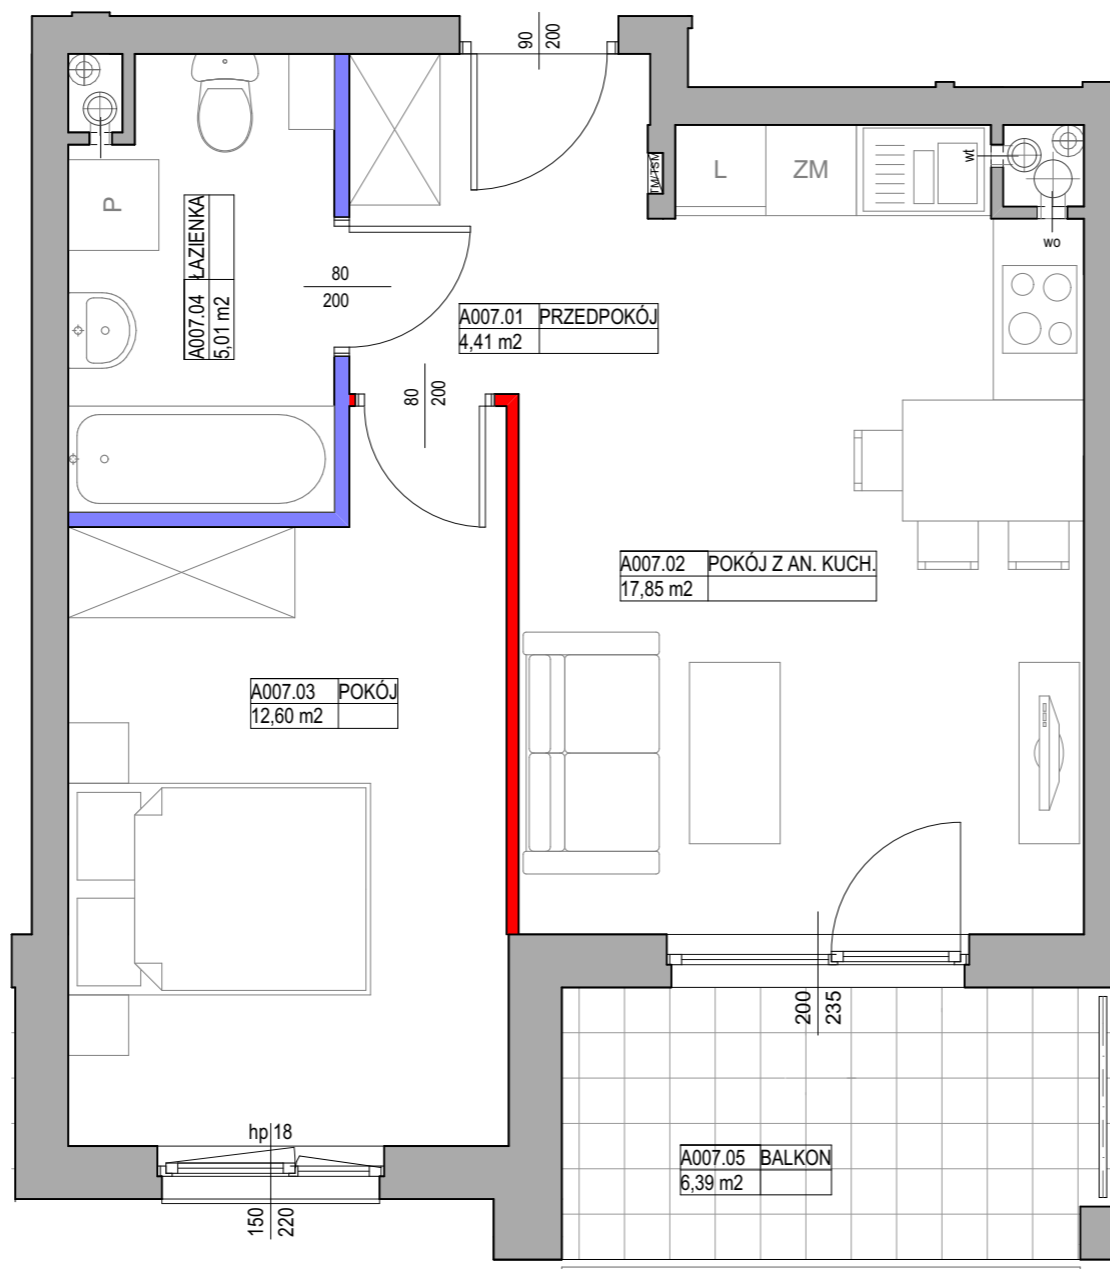 90
200
L
ZM
wt
TM/TSM
wo
P
A007.04 ŁAZIENKA
5,01 m2
80
200
A007.01 PRZEDPOKÓJ
4,41 m2
80
200
A007.02 POKÓJ Z AN. KUCH.
17,85 m2
A007.03 POKÓJ
12,60 m2
200
235
hp 18
150
220
A007.05 BALKON
6,39 m2